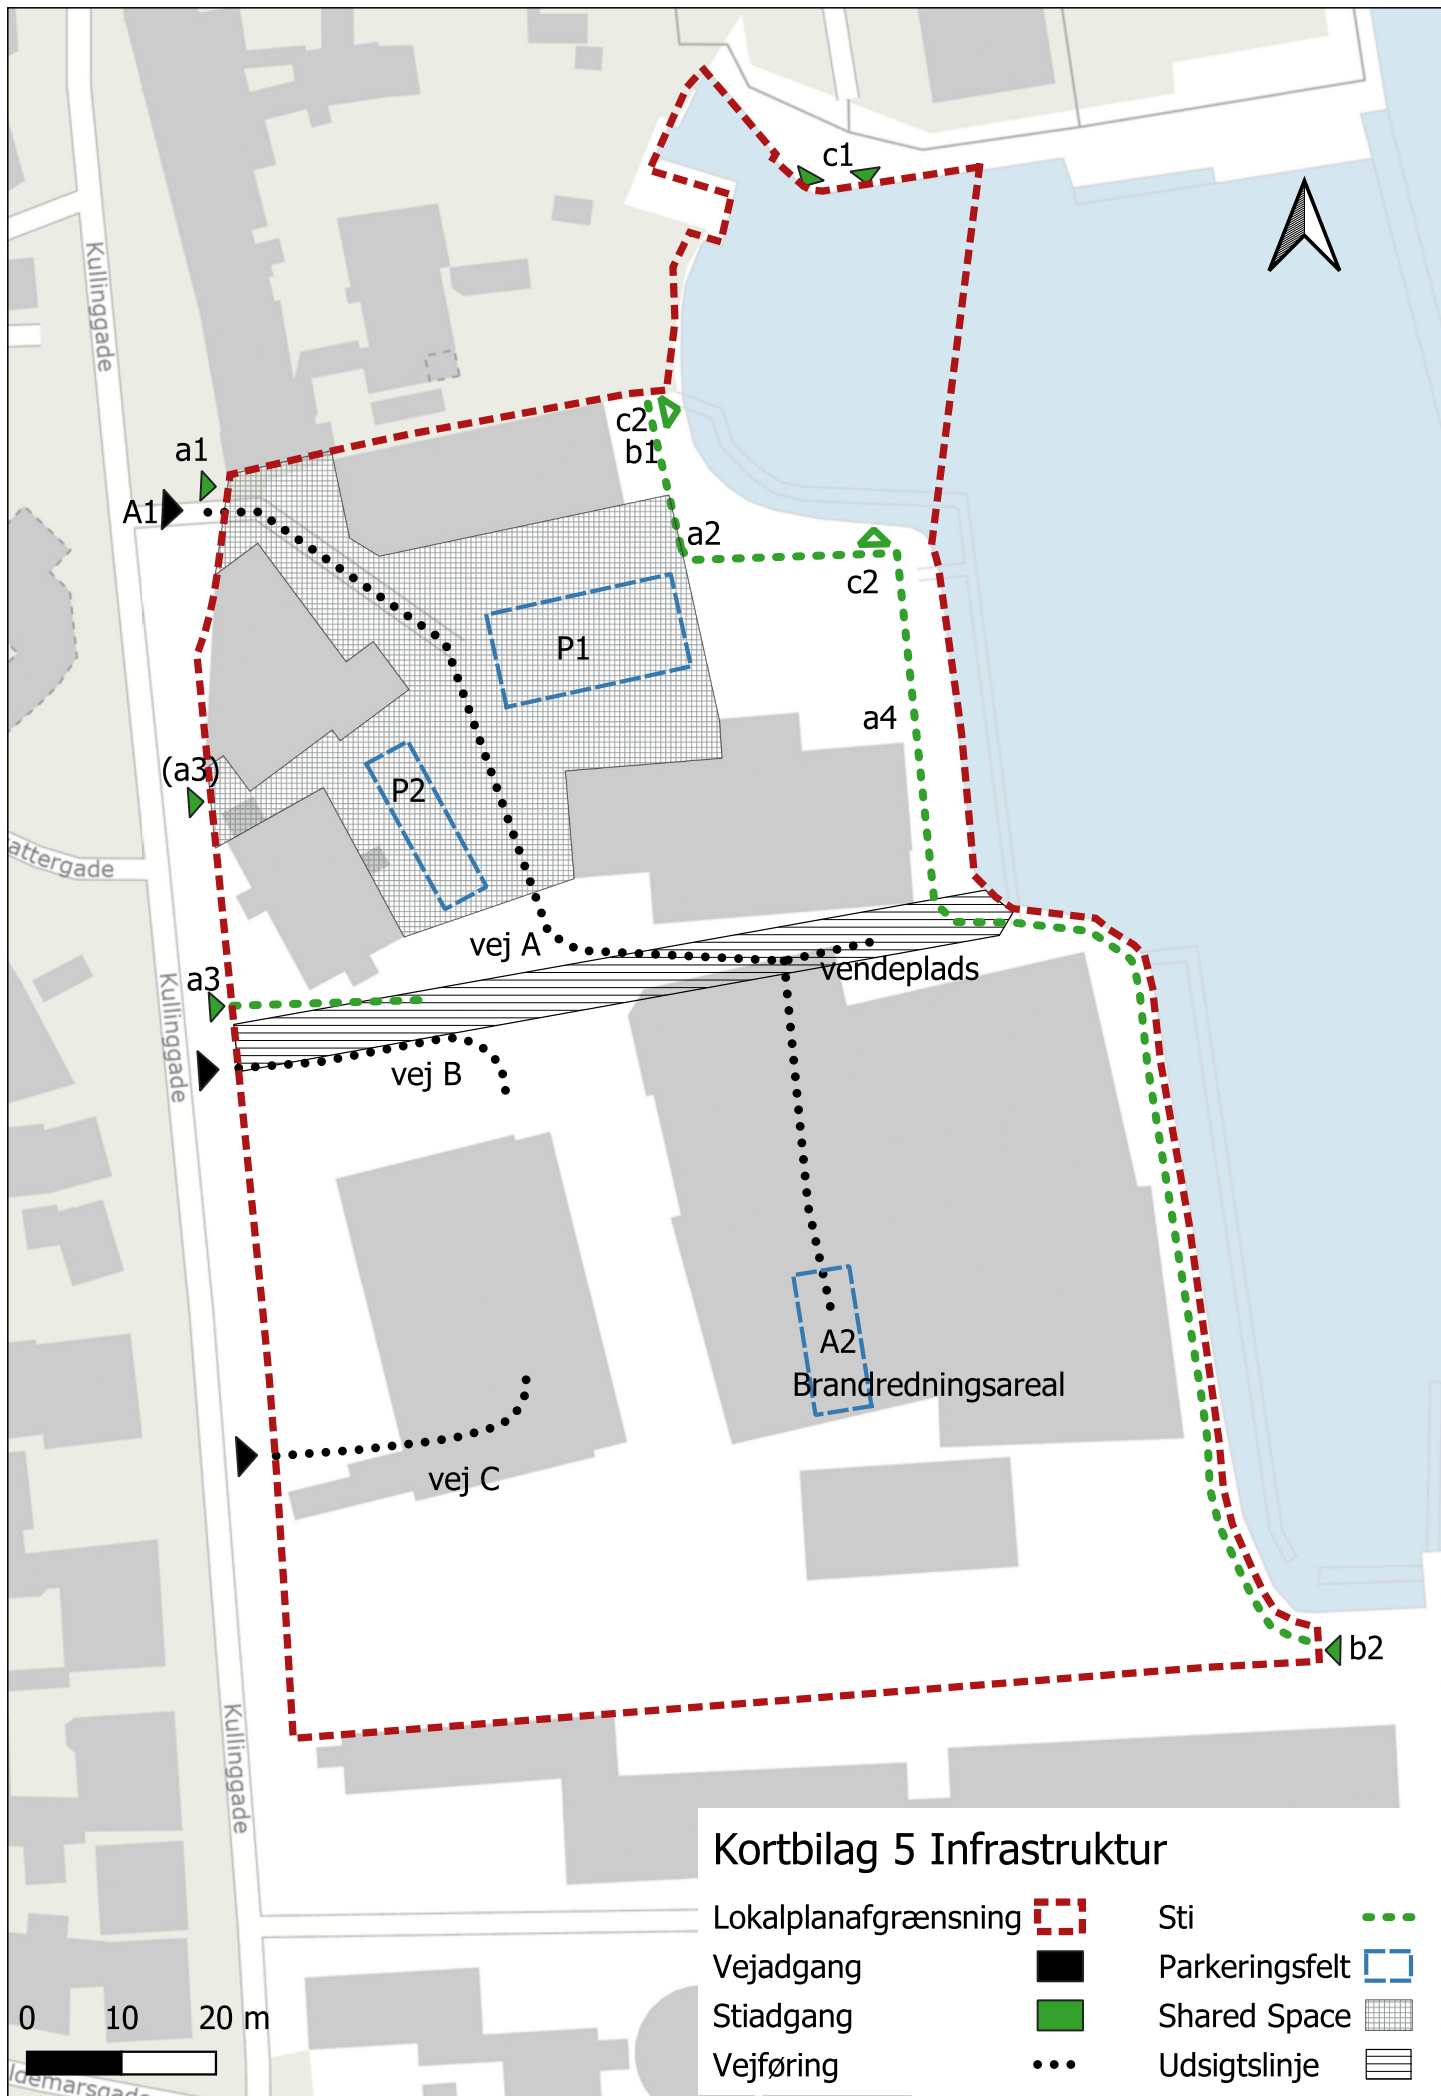 c1
Kullinggade
c2
b1
a1
A1
a2
c2
P1
a4
(a3)
P2
attergade
vej A
vendeplads
a3
Kullinggade
vej B
A2
Brandredningsareal
vej C
b2
Kullinggade
Kortbilag 5 Infrastruktur
Lokalplanafgrænsning
Sti
Vejadgang
Parkeringsfelt
Stiadgang
Shared Space
Vejføring
Udsigtslinje
0 10 20 m
ldemarsgade